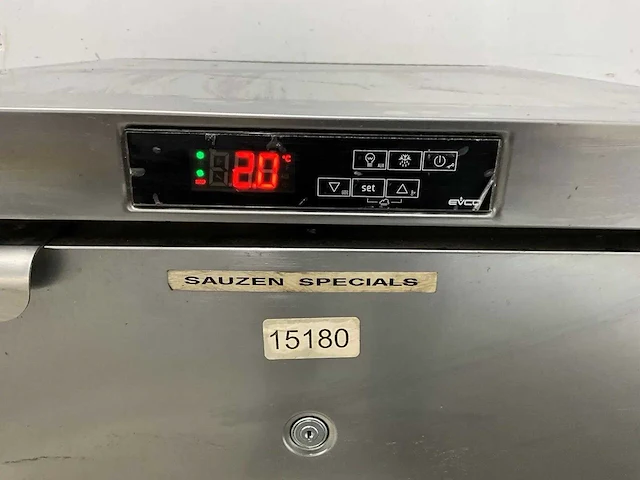 2.0 °C
set
EVCO
SAUZEN SPECIALS
15180